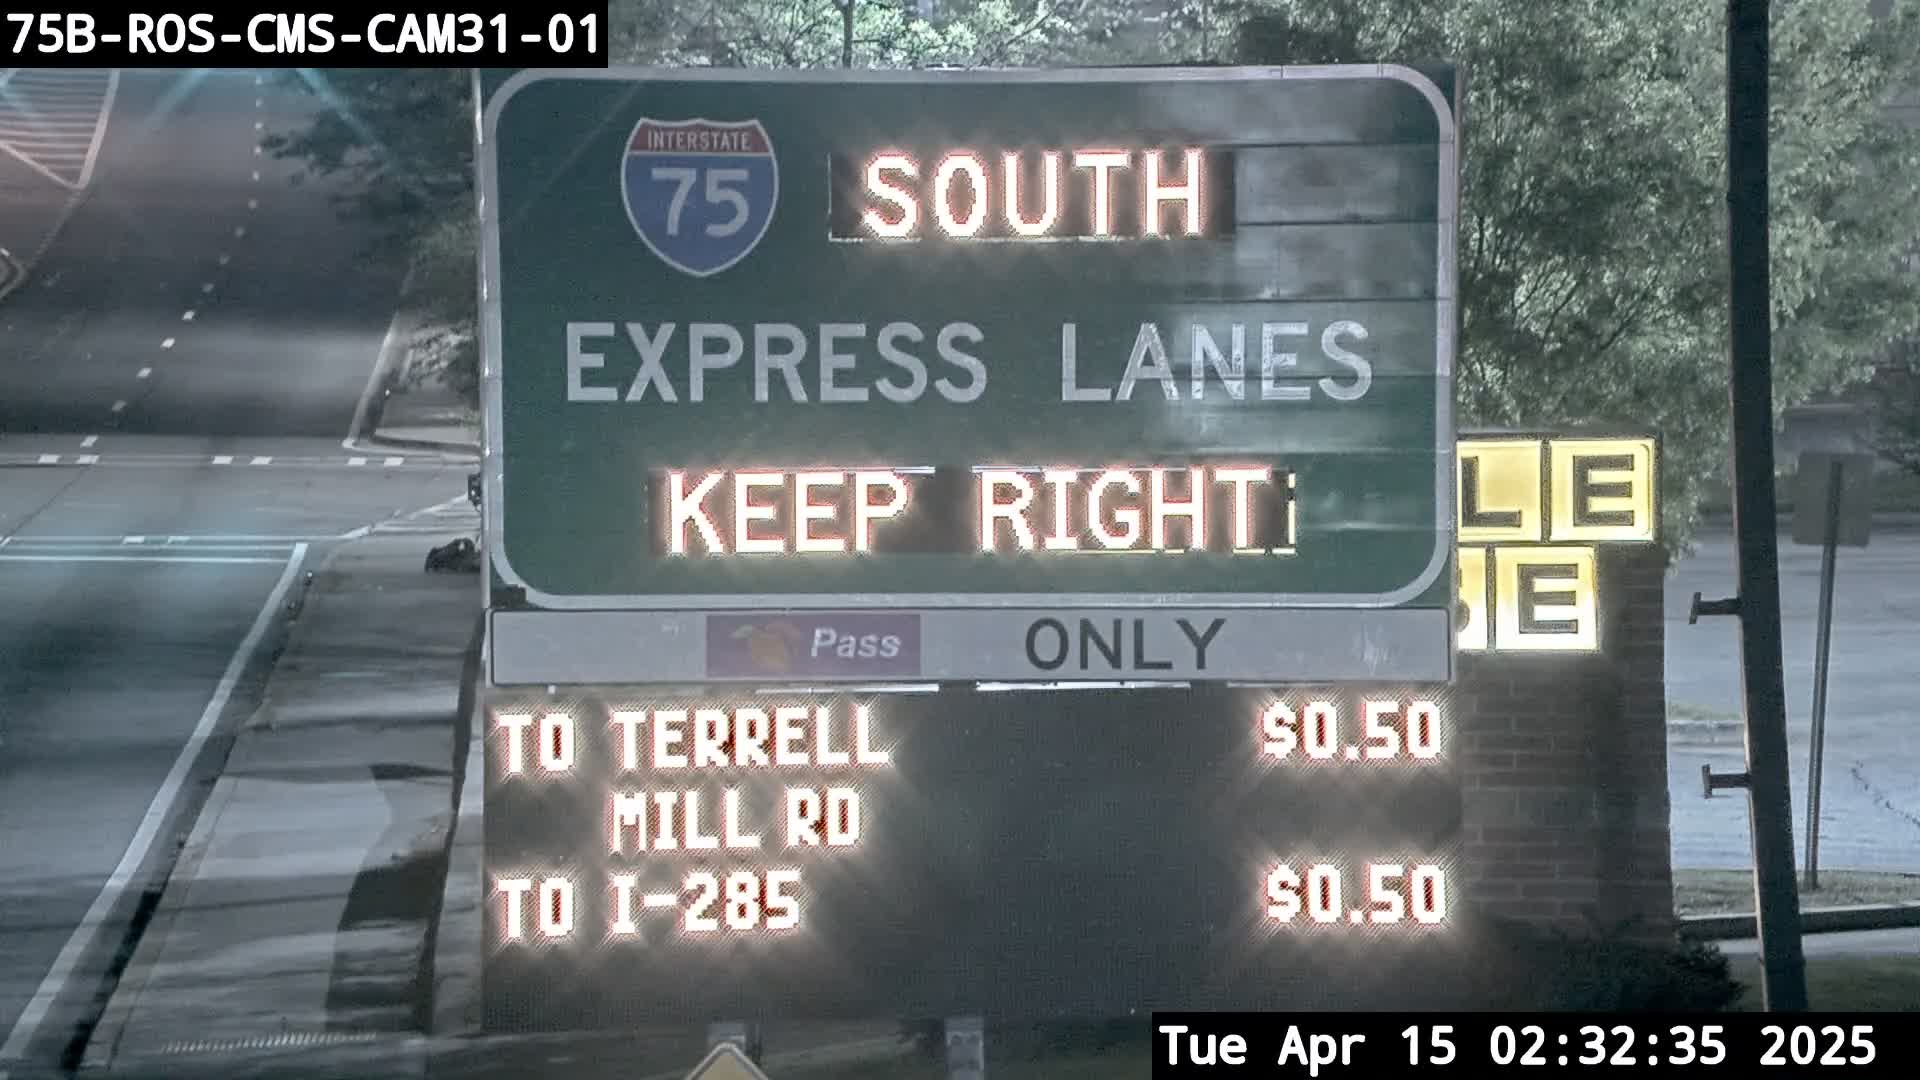 75B-ROS-CMS-CAM31-01
INTERSTATE
75
SOUTH
EXPRESS LANES
KEEP RIGHT
Pass ONLY
TO TERRELL $0.50
MILL RD
TO I-285 $0.50
LE
E
Tue Apr 15 02:32:35 2025